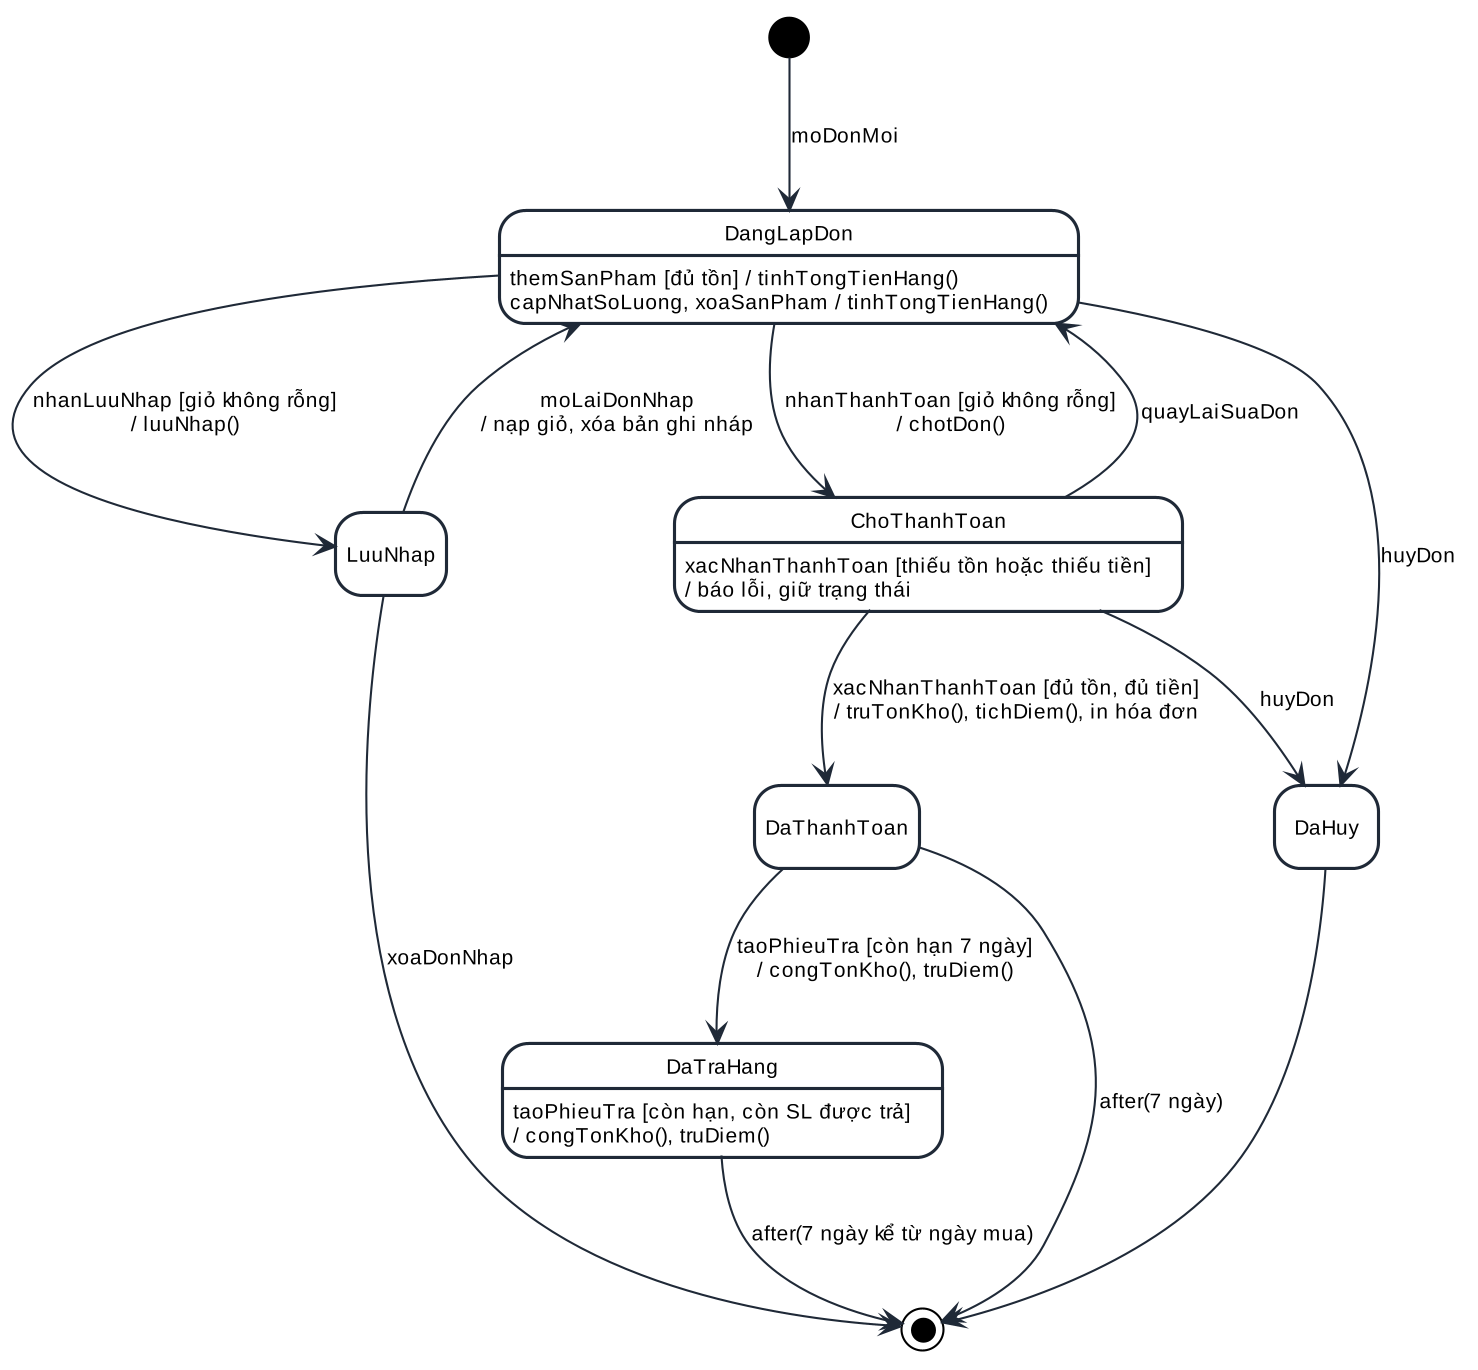 moDonMoi
DangLapDon
themSanPham [đủ tồn] / tinhTongTienHang()
capNhatSoLuong, xoaSanPham / tinhTongTienHang()
nhanLuuNhap [giỏ không rỗng]
/ luuNhap()
moLaiDonNhap
/ nạp giỏ, xóa bản ghi nháp
nhanThanhToan [giỏ không rỗng]
/ chotDon()
quayLaiSuaDon
LuuNhap
ChoThanhToan
xacNhanThanhToan [thiếu tồn hoặc thiếu tiền]
/ báo lỗi, giữ trạng thái
huyDon
xacNhanThanhToan [đủ tồn, đủ tiền]
/ truTonKho(), tichDiem(), in hóa đơn
huyDon
DaThanhToan
DaHuy
xoaDonNhap
taoPhieuTra [còn hạn 7 ngày]
/ congTonKho(), truDiem()
DaTraHang
taoPhieuTra [còn hạn, còn SL được trả]
/ congTonKho(), truDiem()
after(7 ngày)
after(7 ngày kể từ ngày mua)